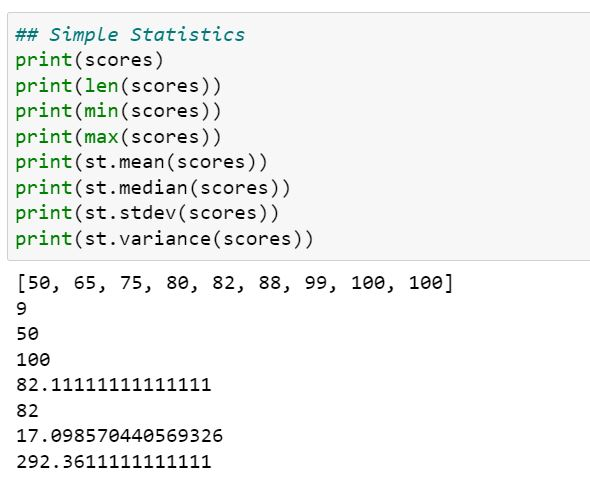 ## Simple Statistics
print(scores)
print(len(scores))
print(min(scores))
print(max(scores))
print(st.mean(scores))
print(st.median(scores))
print(st.stdev(scores))
print(st.variance(scores))
[50, 65, 75, 80, 82, 88, 99, 100, 100]
9
50
100
82.11111111111111
82
17.098570440569326
292.3611111111111